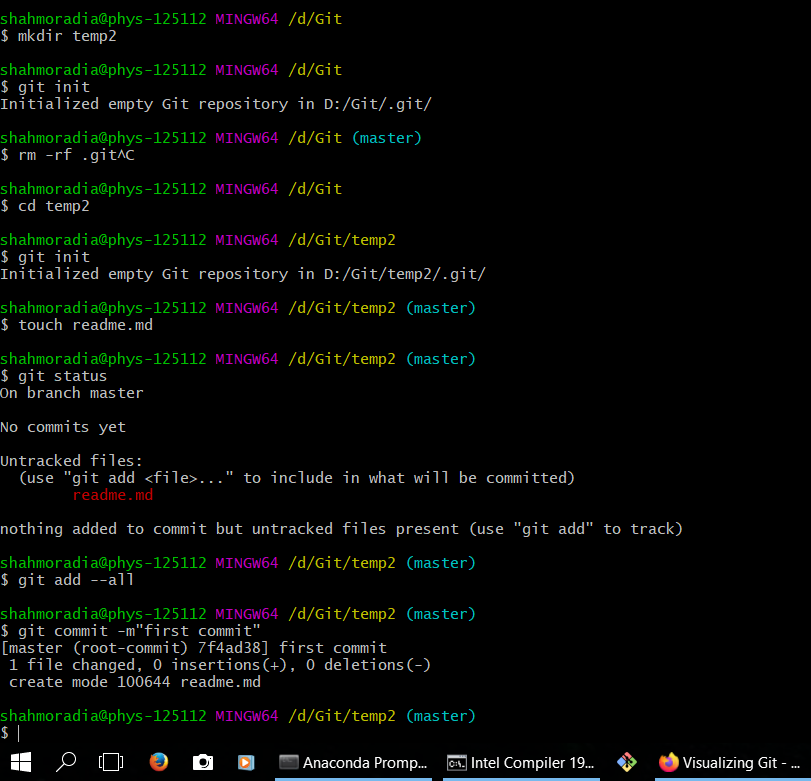 shahmoradia@phys-125112 MINGW64 /d/Git
$ mkdir temp2
shahmoradia@phys-125112 MINGW64 /d/Git
$ git init
Initialized empty Git repository in D:/Git/.git/
shahmoradia@phys-125112 MINGW64 /d/Git (master)
$ rm -rf .git^C
shahmoradia@phys-125112 MINGW64 /d/Git
$ cd temp2
shahmoradia@phys-125112 MINGW64 /d/Git/temp2
$ git init
Initialized empty Git repository in D:/Git/temp2/.git/
shahmoradia@phys-125112 MINGW64 /d/Git/temp2 (master)
$ touch readme.md
shahmoradia@phys-125112 MINGW64 /d/Git/temp2 (master)
$ git status
On branch master
No commits yet
Untracked files:
  (use "git add <file>..." to include in what will be committed)
        readme.md
nothing added to commit but untracked files present (use "git add" to track)
shahmoradia@phys-125112 MINGW64 /d/Git/temp2 (master)
$ git add --all
shahmoradia@phys-125112 MINGW64 /d/Git/temp2 (master)
$ git commit -m"first commit"
[master (root-commit) 7f4ad38] first commit
 1 file changed, 0 insertions(+), 0 deletions(-)
 create mode 100644 readme.md
shahmoradia@phys-125112 MINGW64 /d/Git/temp2 (master)
$
Anaconda Promp... C:\. Intel Compiler 19... Visualizing Git - ...